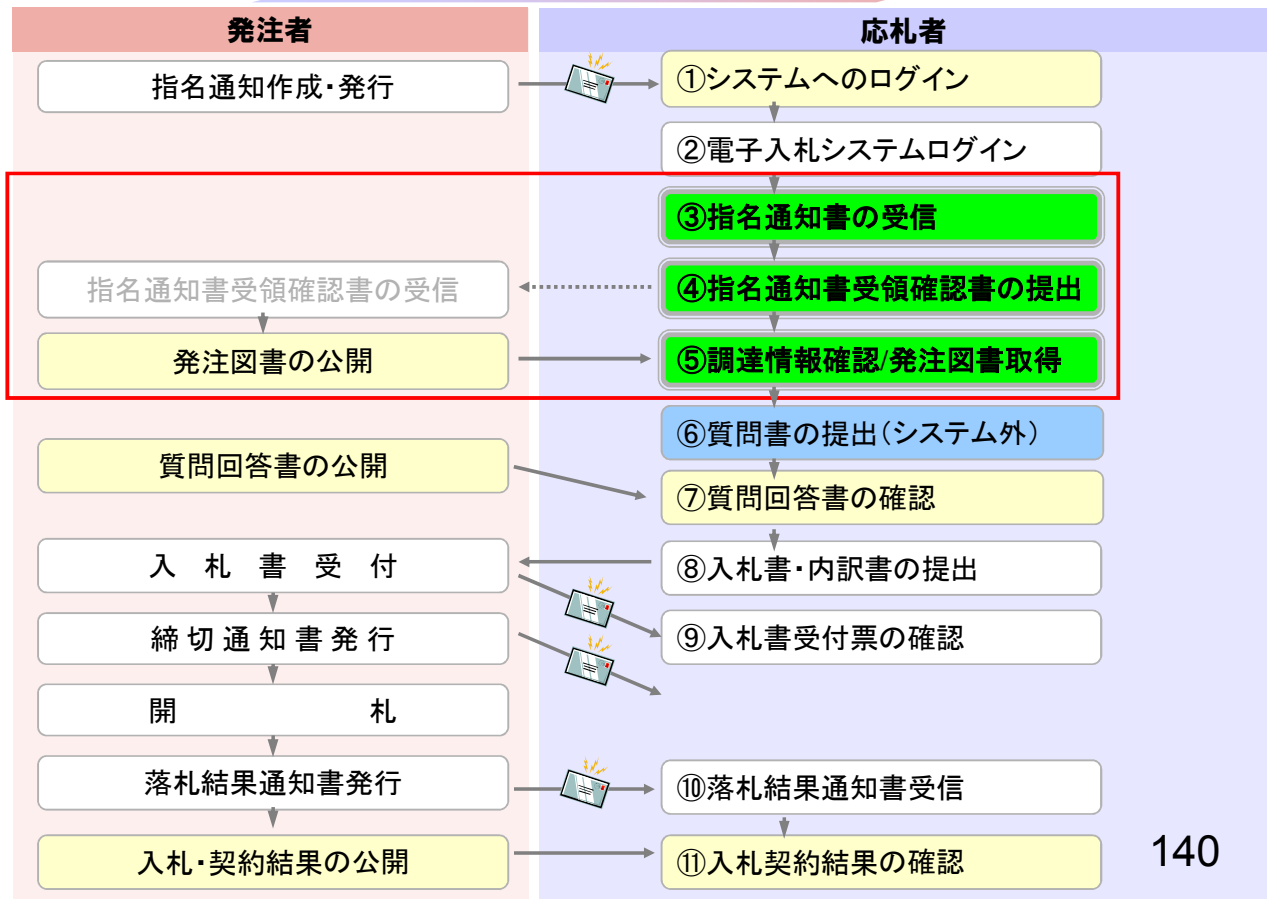 発注者
応札者
指名通知作成・発行
①システムへのログイン
②電子入札システムログイン
③指名通知書の受信
指名通知書受領確認書の受信
④指名通知書受領確認書の提出
発注図書の公開
⑤調達情報確認/発注図書取得
⑥質問書の提出（システム外）
質問回答書の公開
⑦質問回答書の確認
入 札 書 受 付
⑧入札書・内訳書の提出
締 切 通 知 書 発 行
⑨入札書受付票の確認
開 札
落札結果通知書発行
⑩落札結果通知書受信
入札・契約結果の公開
⑪入札契約結果の確認
140